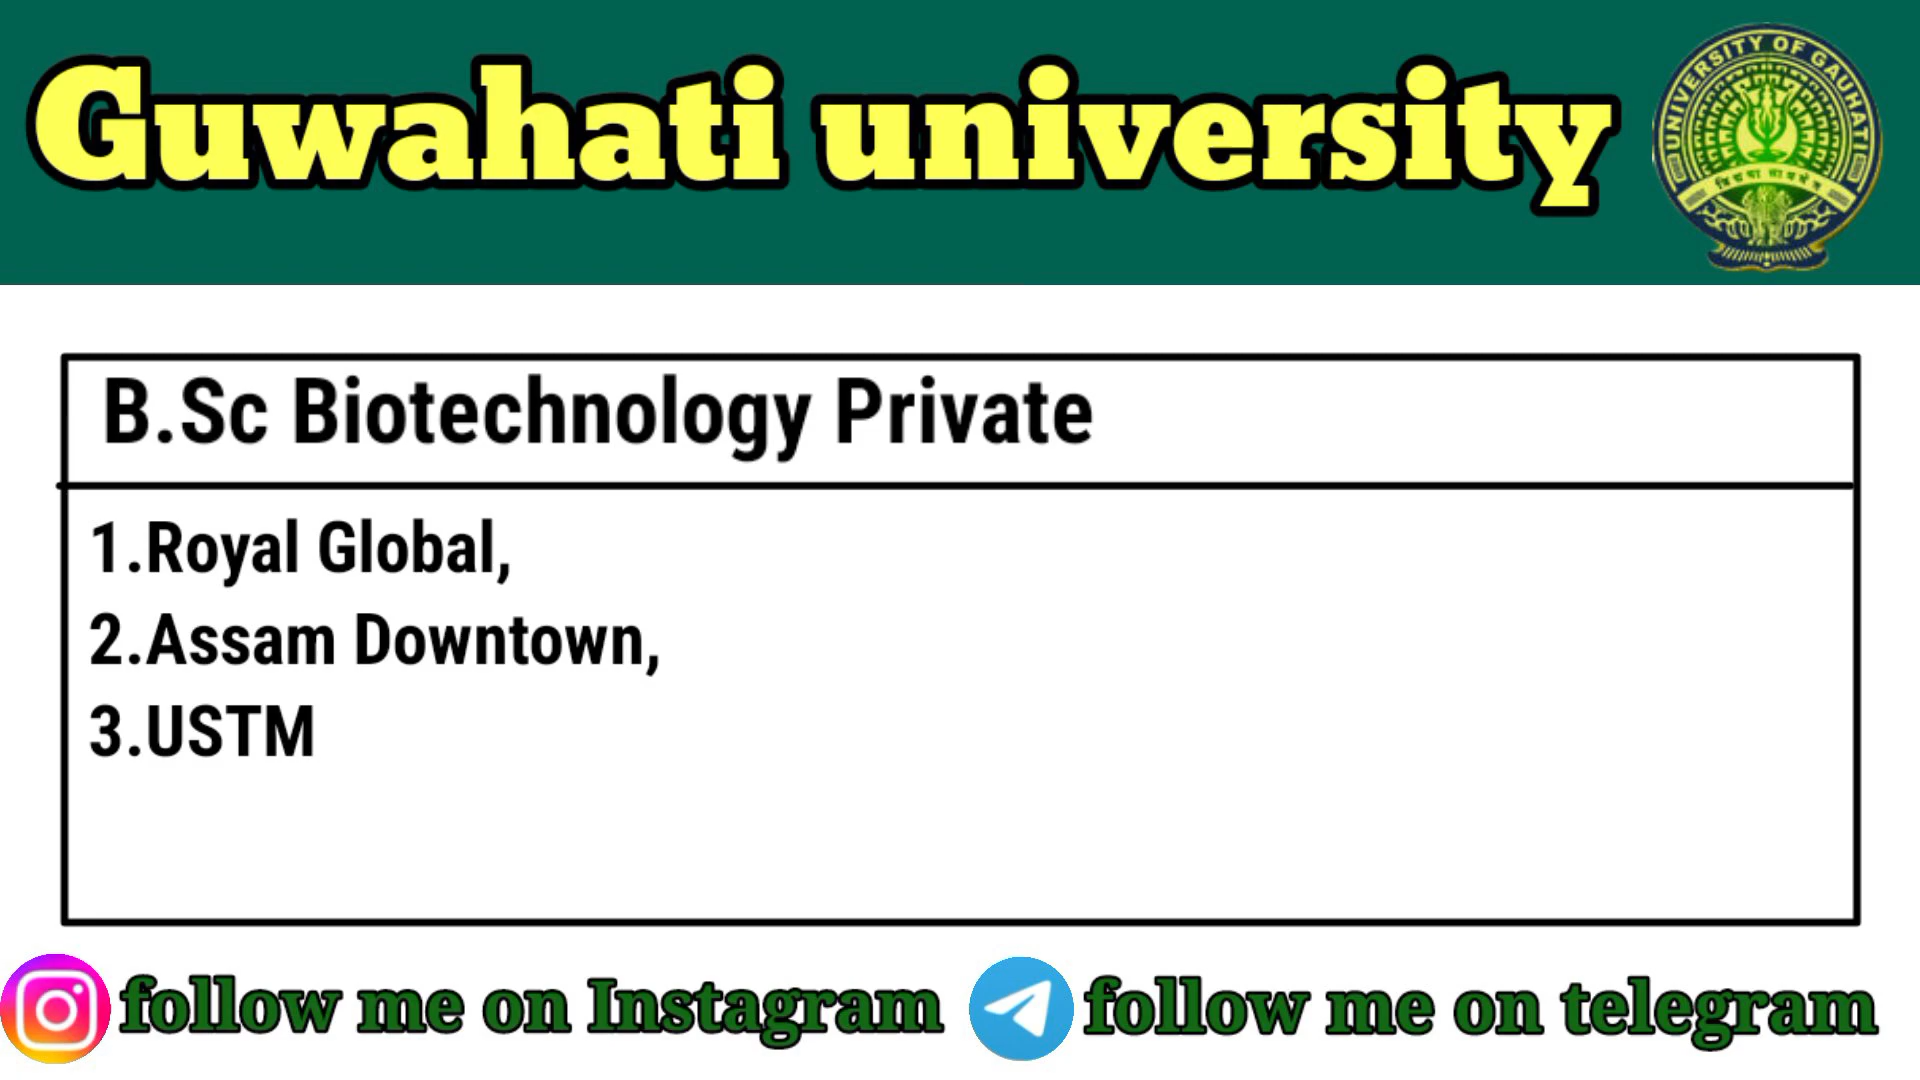 Guwahati university
UNIVERSITY OF GAUHATI
B.Sc Biotechnology Private
1.Royal Global,
2.Assam Downtown,
3.USTM
follow me on Instagram
follow me on telegram